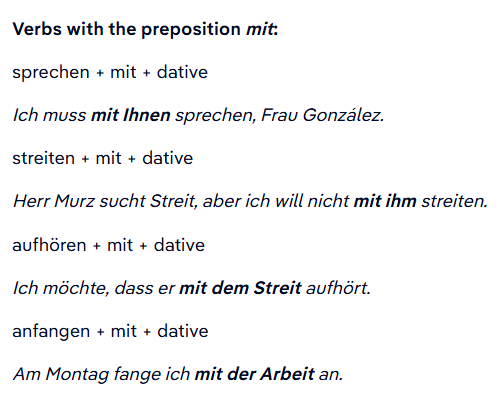 Verbs with the preposition mit:
sprechen + mit + dative
Ich muss mit Ihnen sprechen, Frau González.
streiten + mit + dative
Herr Murz sucht Streit, aber ich will nicht mit ihm streiten.
aufhören + mit + dative
Ich möchte, dass er mit dem Streit aufhört.
anfangen + mit + dative
Am Montag fange ich mit der Arbeit an.